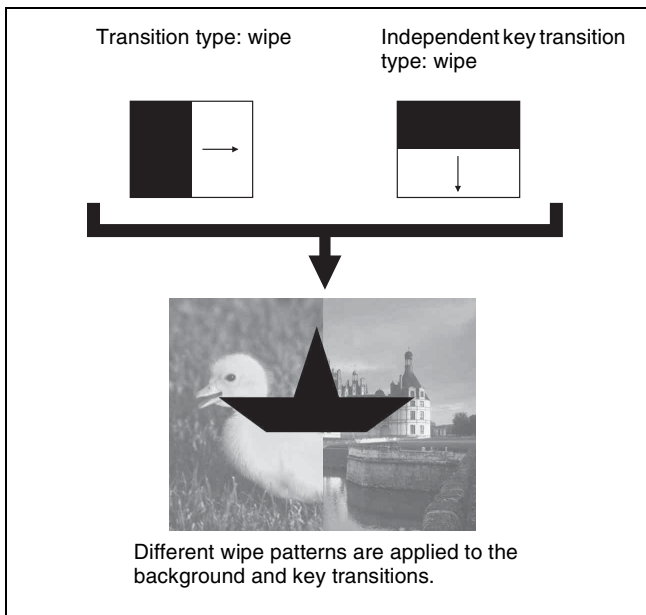 Transition type: wipe
Independent key transition
type: wipe
Different wipe patterns are applied to the
background and key transitions.